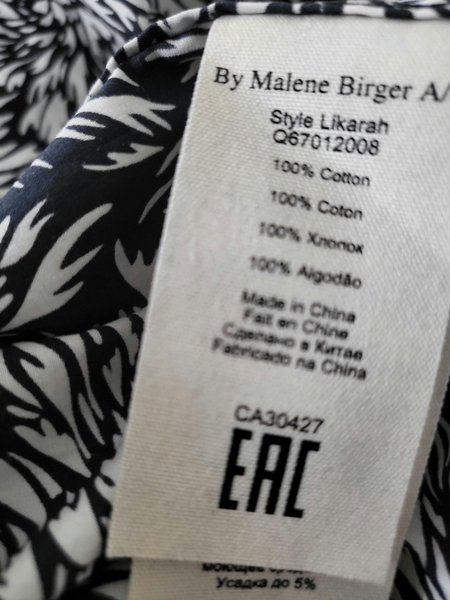 By Malene Birger A/
Style Likarah
Q67012008
100% Cotton
100% Coton
100% Хлопок
100% Algodão
Made in China
Fait en Chine
Сделано в Китае
Fabricado na China
CA30427
EAC
моющее
Усадка до 5%